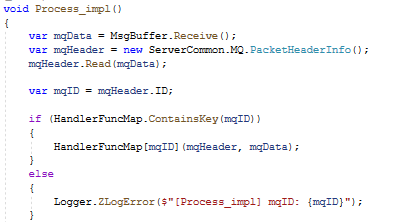 void Process_impl()
{
    var mqData = MsgBuffer.Receive();
    var mqHeader = new ServerCommon.MQ.PacketHeaderInfo();
    mqHeader.Read(mqData);
    var mqID = mqHeader.ID;
    if (HandlerFuncMap.ContainsKey(mqID))
    {
        HandlerFuncMap[mqID](mqHeader, mqData);
    }
    else
    {
        Logger.ZLogError($"[Process_impl] mqID: {mqID}");
    }